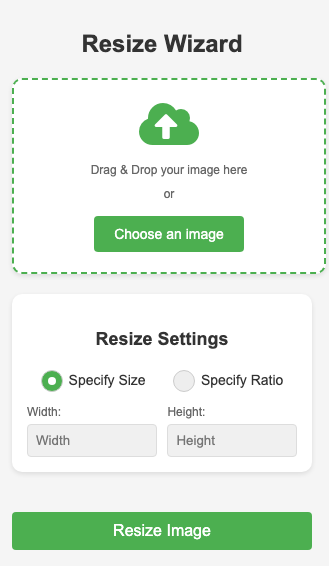 Resize Wizard
Drag & Drop your image here
or
Choose an image
Resize Settings
Specify Size Specify Ratio
Width: Height:
Width Height
Resize Image